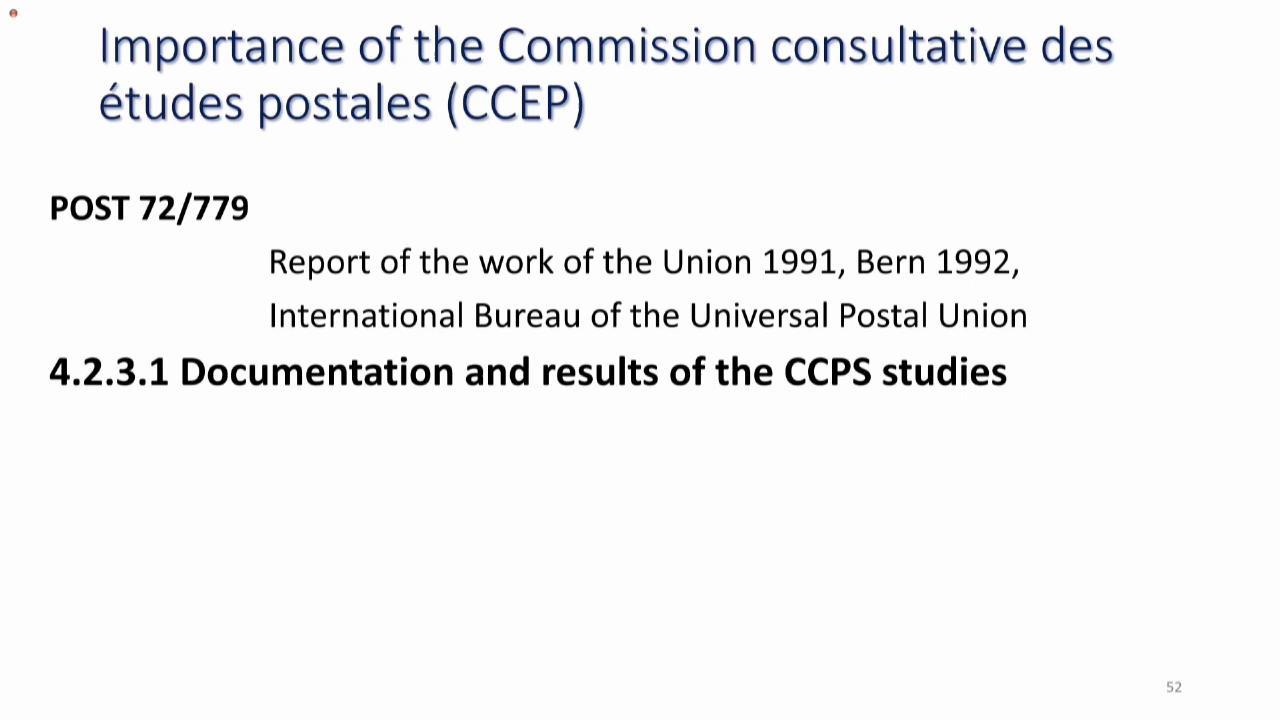 Importance of the Commission consultative des
études postales (CCEP)
POST 72/779
Report of the work of the Union 1991, Bern 1992,
International Bureau of the Universal Postal Union
4.2.3.1 Documentation and results of the CCPS studies
52